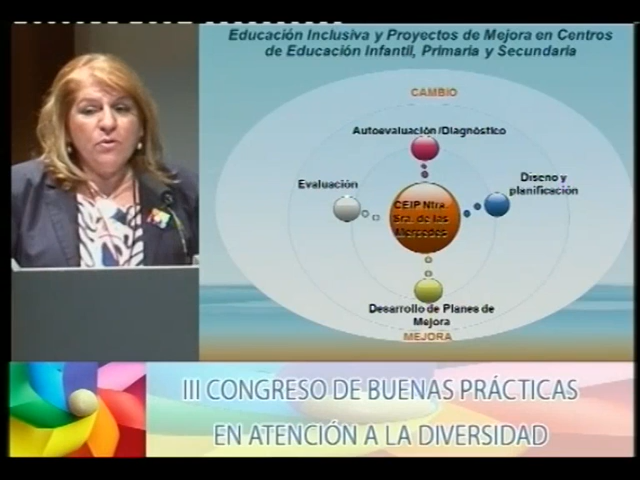 Educación Inclusiva y Proyectos de Mejora en Centros
de Educación Infantil, Primaria y Secundaria
CAMBIO
Autoevaluación /Diagnóstico
Evaluación
Diseno y
planificación
CEIP Ntra.
Sra. de las
Mercedes
Desarrollo de Planes de
Mejora
MEJORA
III CONGRESO DE BUENAS PRÁCTICAS
EN ATENCIÓN A LA DIVERSIDAD